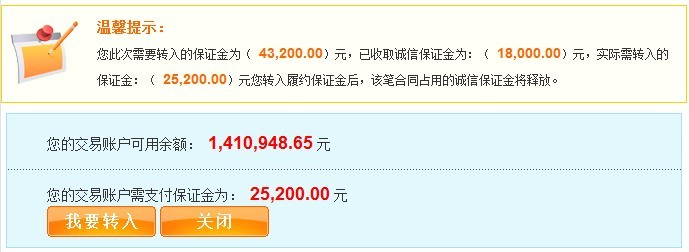 温馨提示：
您此次需要转入的保证金为（ 43,200.00）元，已收取诚信保证金为：（ 18,000.00）元，实际需转入的
保证金：（ 25,200.00）元您转入履约保证金后，该笔合同占用的诚信保证金将释放。
您的交易账户可用余额： 1,410,948.65 元
您的交易账户需支付保证金为： 25,200.00 元
我要转入 关闭